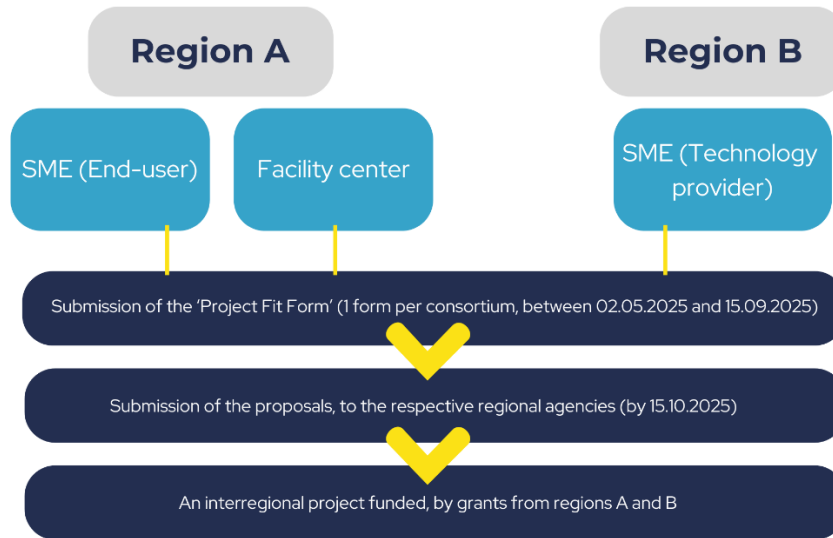 Region A
Region B
SME (End-user)
Facility center
SME (Technology
provider)
Submission of the ‘Project Fit Form’ (1 form per consortium, between 02.05.2025 and 15.09.2025)
Submission of the proposals, to the respective regional agencies (by 15.10.2025)
An interregional project funded, by grants from regions A and B